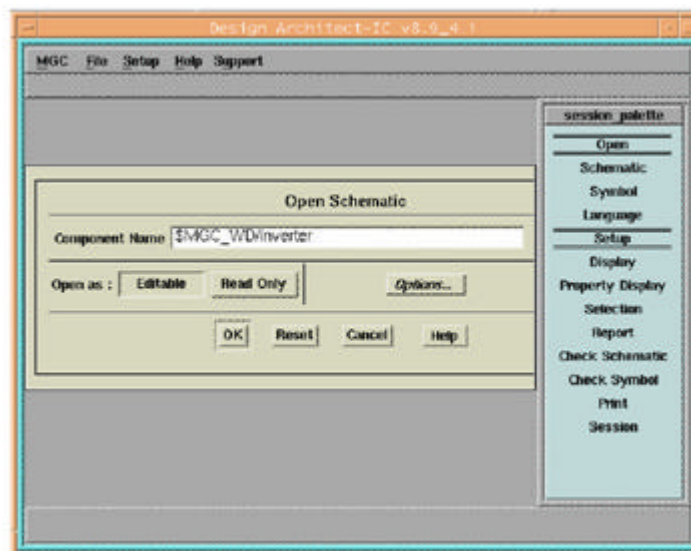 Design Architect-IC v8.9_4.1
MGC File Setup Help Support
session_palette
Open
Schematic
Symbol
Language
Setup
Display
Property Display
Selection
Report
Check Schematic
Check Symbol
Print
Session
Open Schematic
Component Name $MGC_WD/inverter
Open as : Editable Read Only Options...
OK Reset Cancel Help